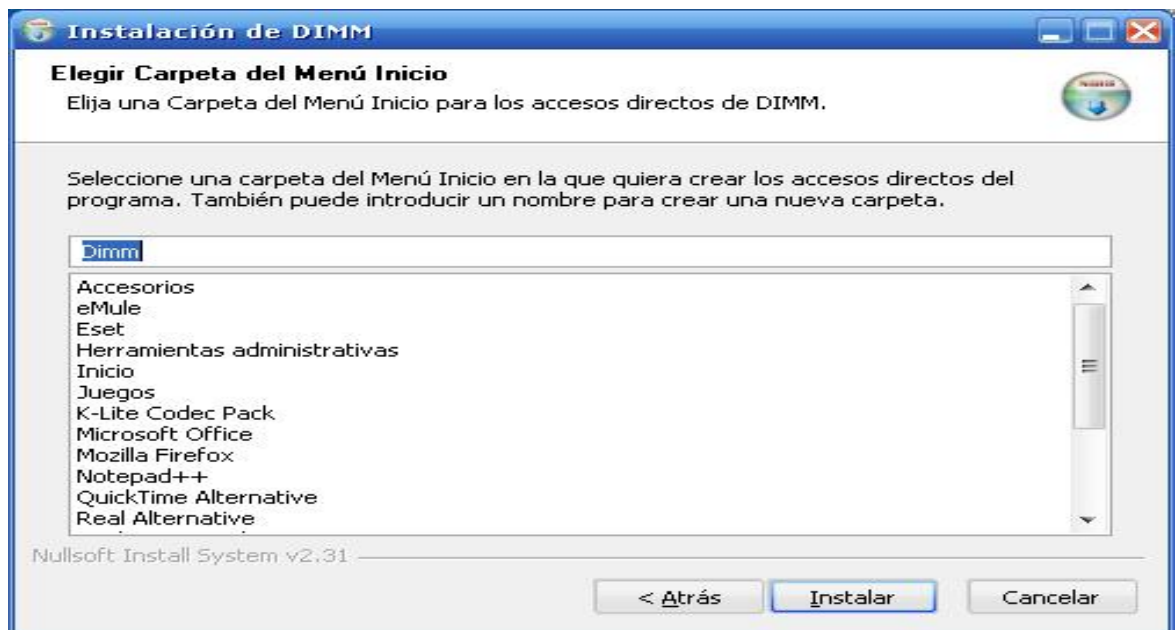 Instalación de DIMM
Elegir Carpeta del Menú Inicio
Elija una Carpeta del Menú Inicio para los accesos directos de DIMM.
Seleccione una carpeta del Menú Inicio en la que quiera crear los accesos directos del
programa. También puede introducir un nombre para crear una nueva carpeta.
Dimm
Accesorios
eMule
Eset
Herramientas administrativas
Inicio
Juegos
K-Lite Codec Pack
Microsoft Office
Mozilla Firefox
Notepad++
QuickTime Alternative
Real Alternative
Nullsoft Install System v2.31
< Atrás Instalar Cancelar